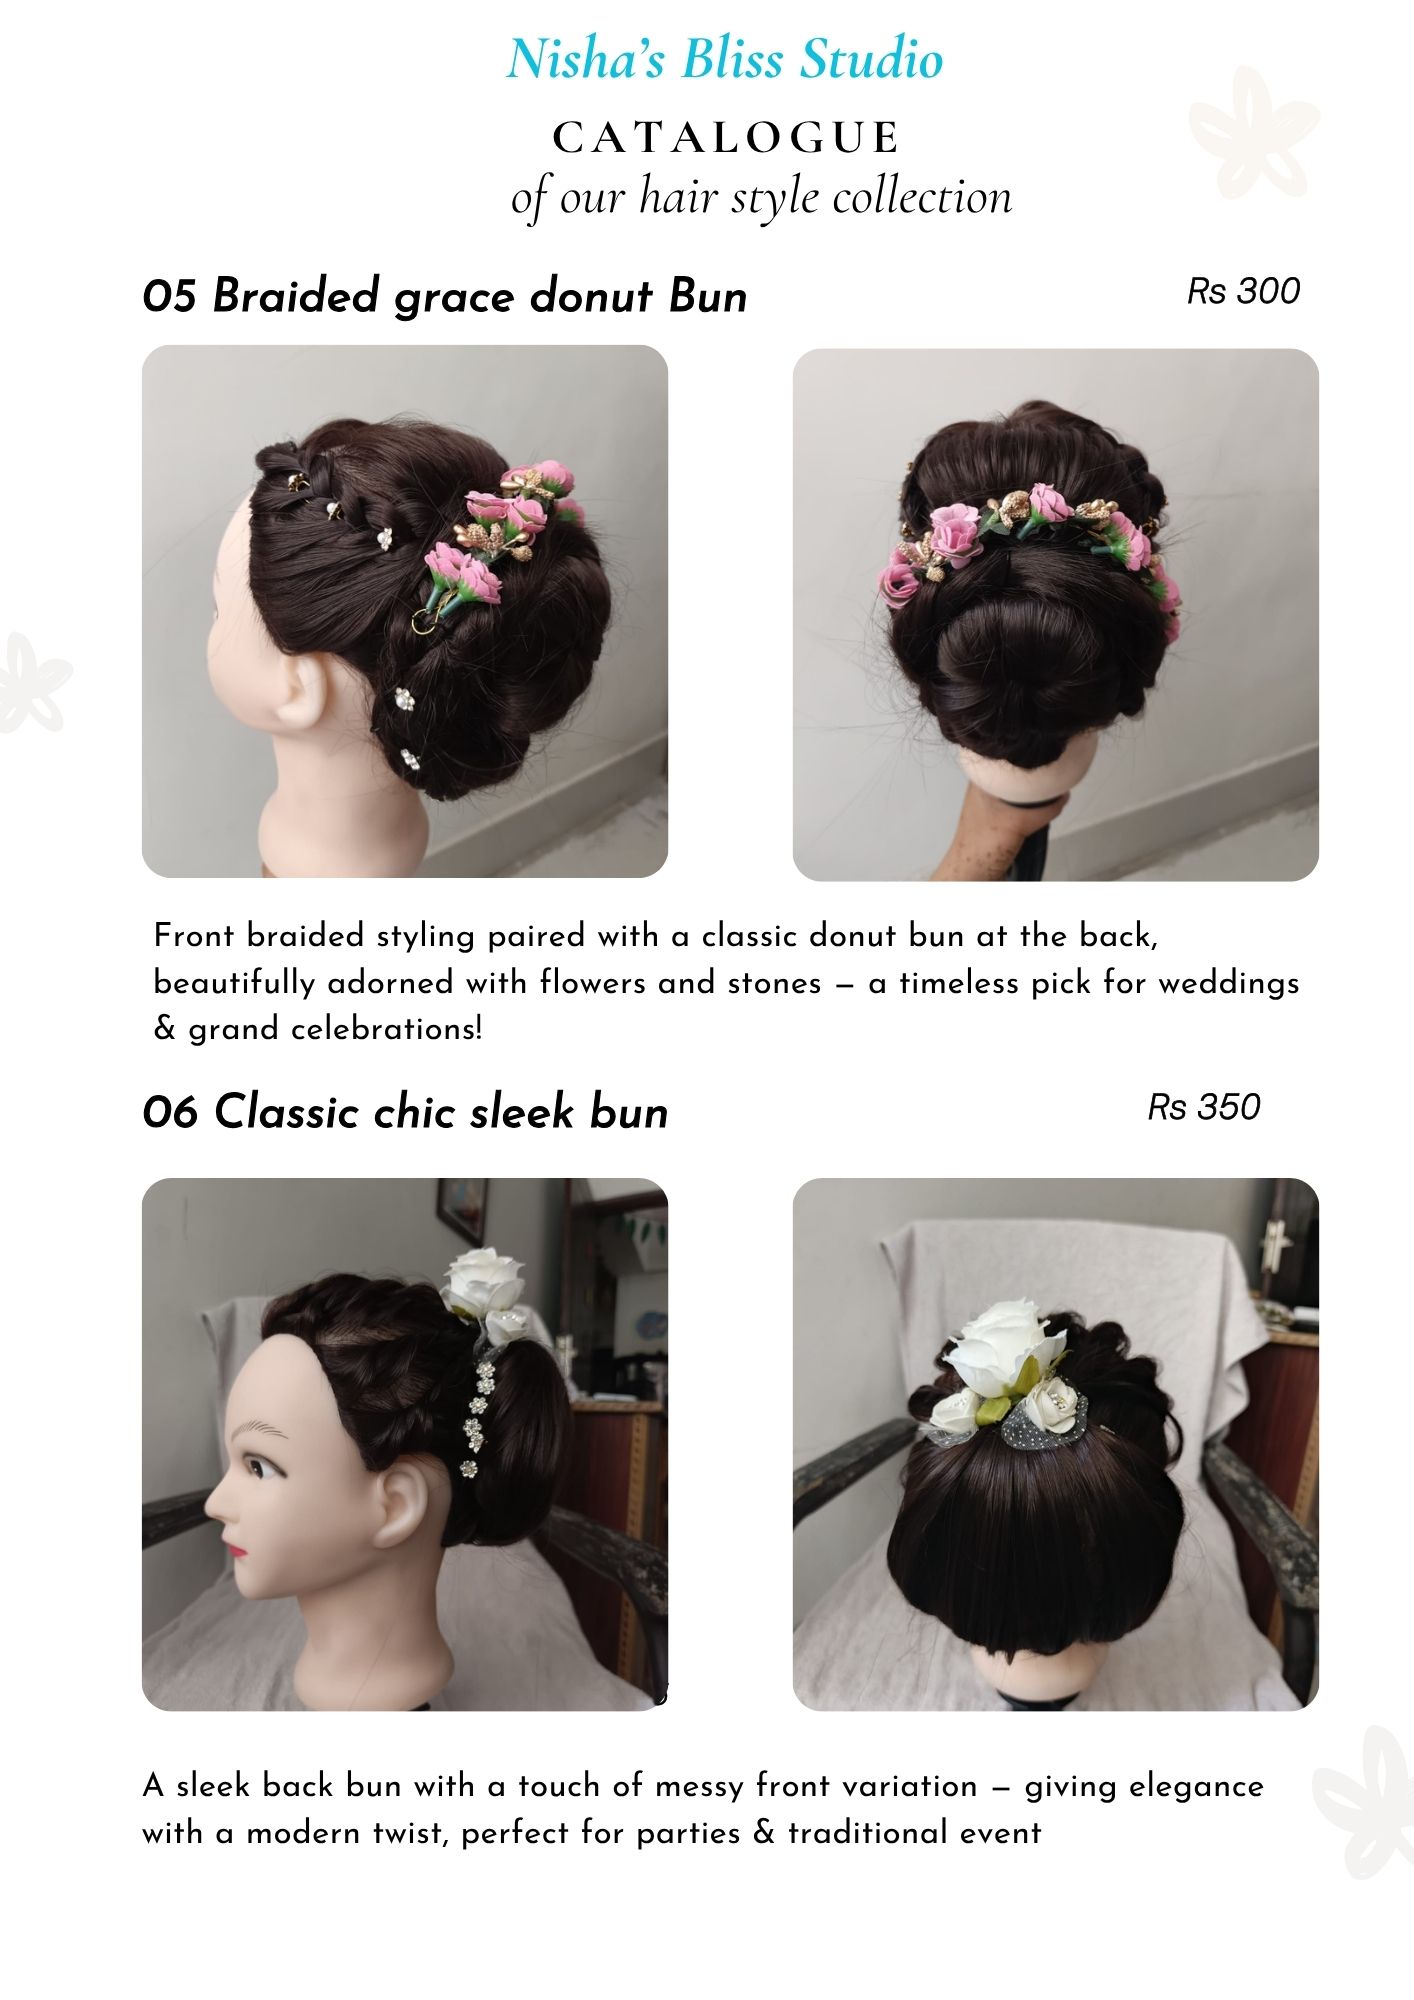 Nisha's Bliss Studio
CATALOGUE
of our hair style collection
05 Braided grace donut Bun
Rs 300
Front braided styling paired with a classic donut bun at the back,
beautifully adorned with flowers and stones – a timeless pick for weddings
& grand celebrations!
06 Classic chic sleek bun
Rs 350
A sleek back bun with a touch of messy front variation – giving elegance
with a modern twist, perfect for parties & traditional event